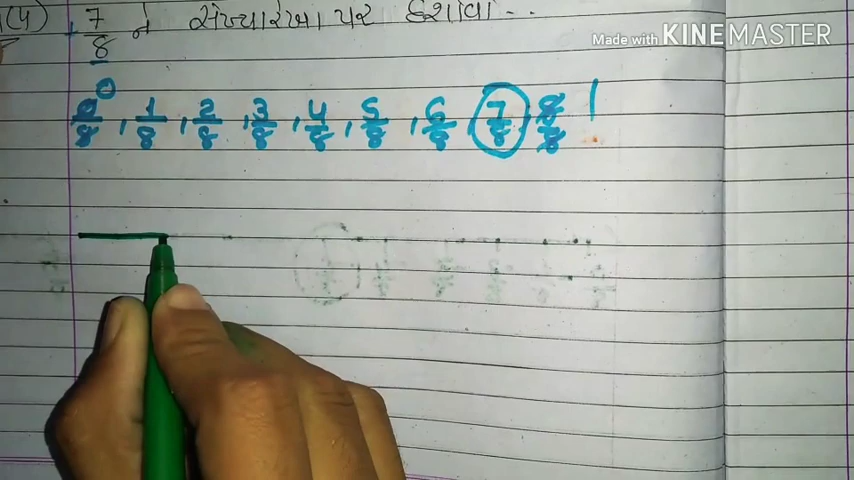 (4) 7/8 ને સંખ્યારેખા પર દર્શાવો...
Made with KINEMASTER
0
0/8, 1/8, 2/8, 3/8, 4/8, 5/8, 6/8, 7/8 8/8 1